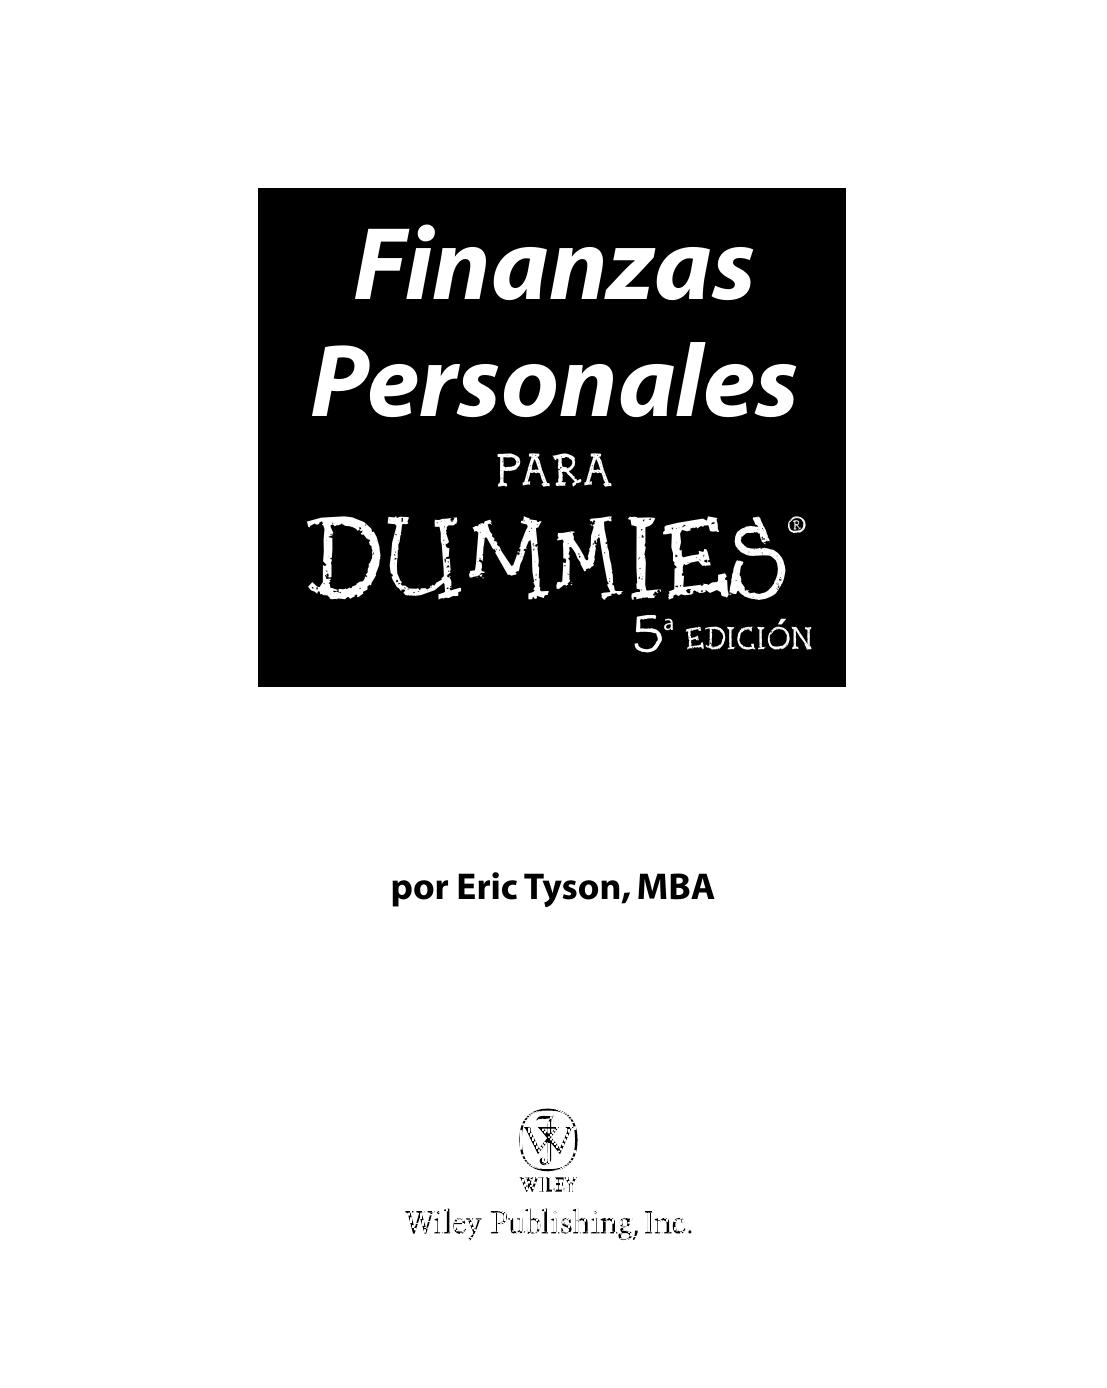 Finanzas
Personales
PARA
DUMMIES®
5ª EDICIÓN
por Eric Tyson, MBA
WILEY
Wiley Publishing, Inc.